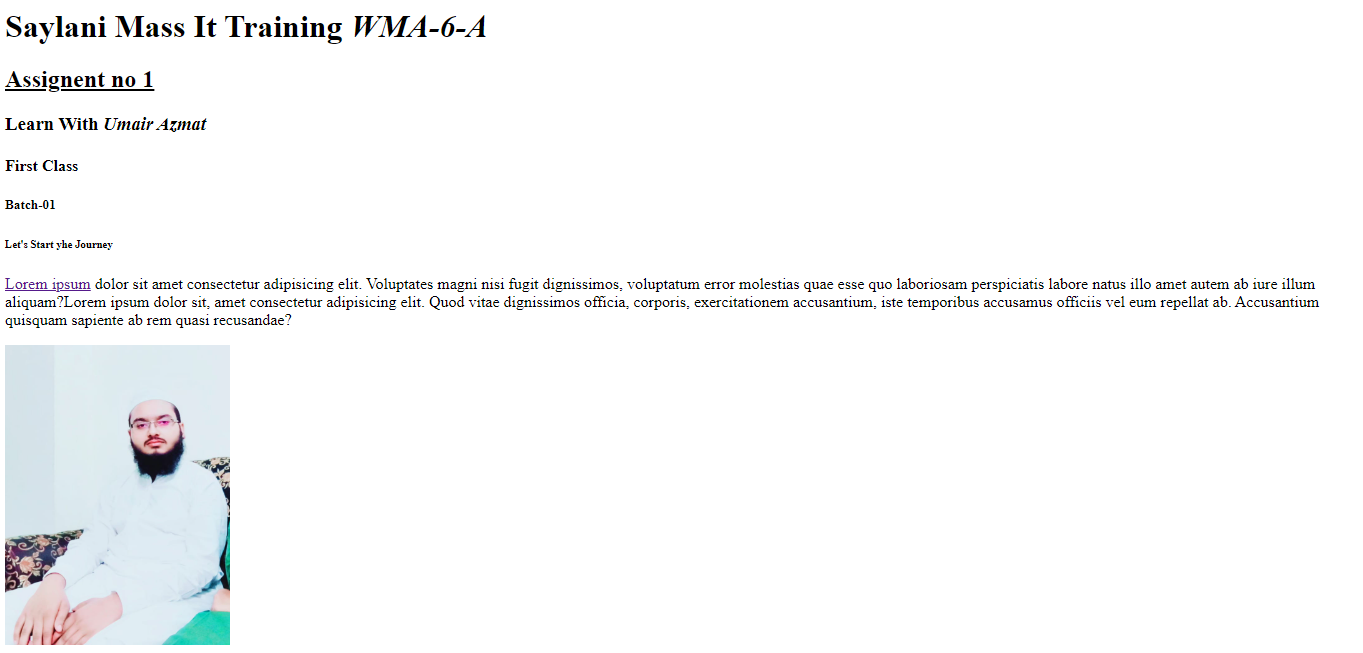 Saylani Mass It Training WMA-6-A
Assignent no 1
Learn With Umair Azmat
First Class
Batch-01
Let's Start yhe Journey
Lorem ipsum dolor sit amet consectetur adipisicing elit. Voluptates magni nisi fugit dignissimos, voluptatum error molestias quae esse quo laboriosam perspiciatis labore natus illo amet autem ab iure illum
aliquam?Lorem ipsum dolor sit, amet consectetur adipisicing elit. Quod vitae dignissimos officia, corporis, exercitationem accusantium, iste temporibus accusamus officiis vel eum repellat ab. Accusantium
quisquam sapiente ab rem quasi recusandae?